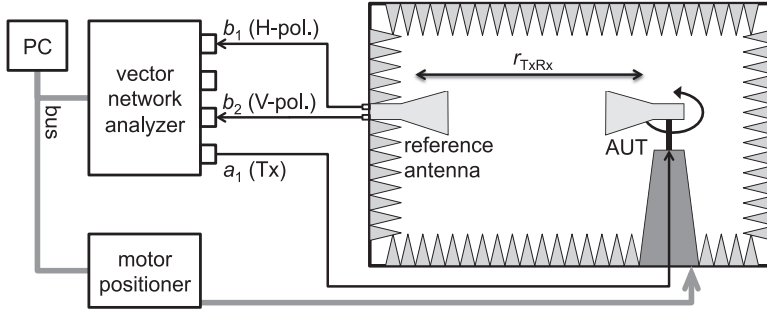 PC
vector
network
analyzer
bus
b1 (H-pol.)
b2 (V-pol.)
a1 (Tx)
motor
positioner
rTxRx
reference
antenna
AUT